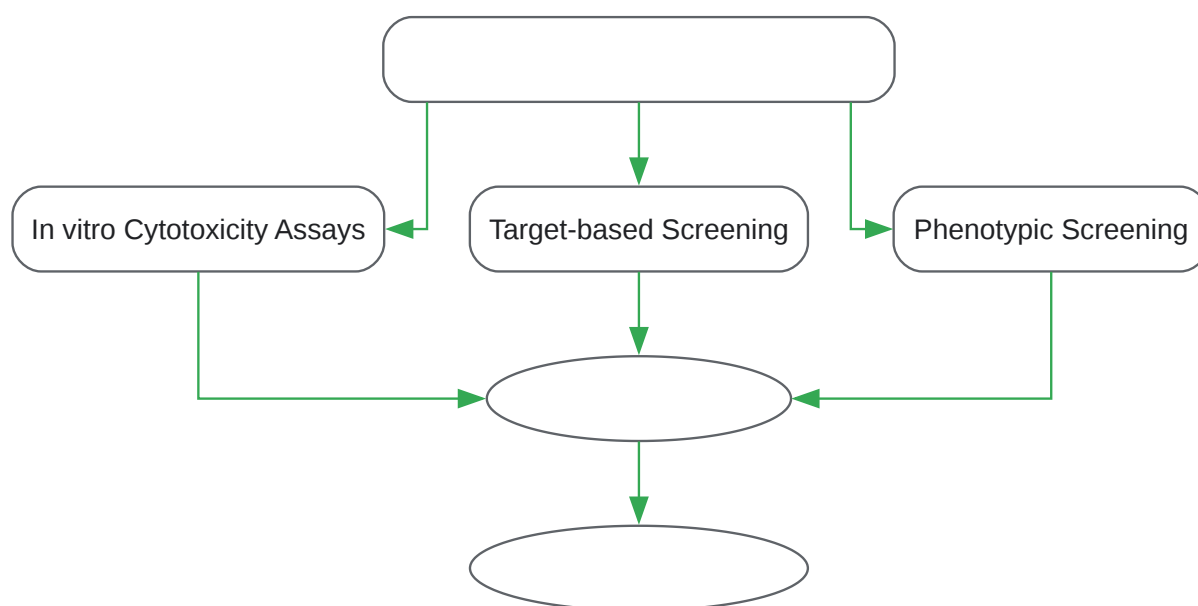 In vitro Cytotoxicity Assays
Target-based Screening
Phenotypic Screening